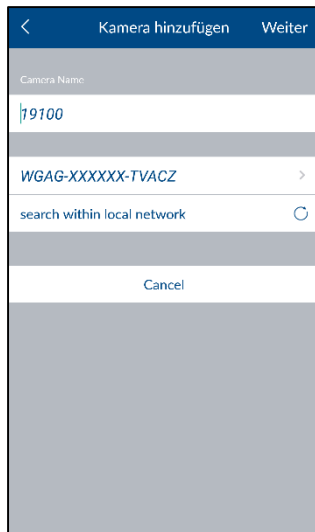 Kamera hinzufügen Weiter
Camera Name
19100
WGAG-XXXXXX-TVACZ
search within local network
Cancel